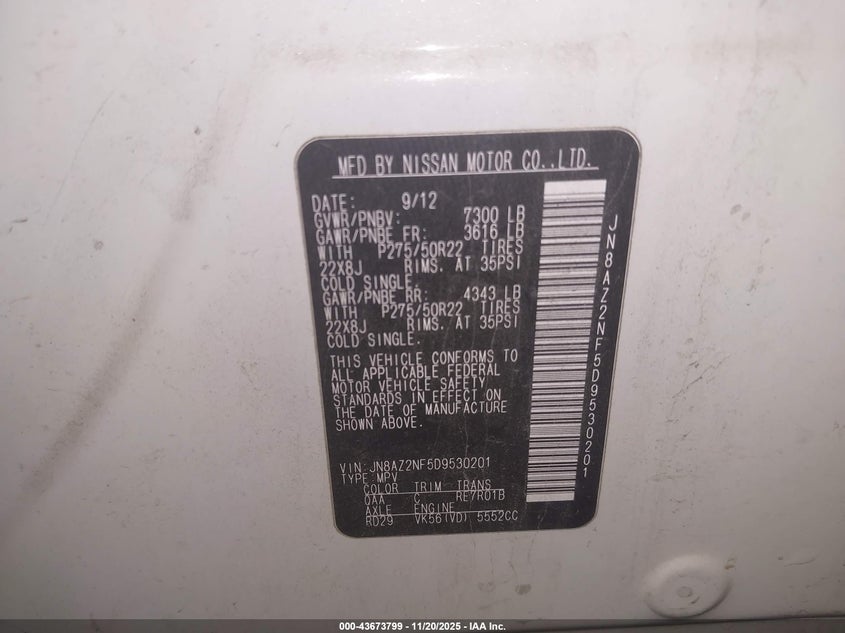 MFD BY NISSAN MOTOR CO.,LTD.
DATE: 9/12
GVWR/PNBV: 7300 LB
GAWR/PNBE FR: 3616 LB
WITH P275/50R22 TIRES
22X8J RIMS. AT 35PSI
COLD SINGLE.
GAWR/PNBE RR: 4343 LB
WITH P275/50R22 TIRES
22X8J RIMS. AT 35PSI
COLD SINGLE.
THIS VEHICLE CONFORMS TO
ALL APPLICABLE FEDERAL
MOTOR VEHICLE SAFETY
STANDARDS IN EFFECT ON
THE DATE OF MANUFACTURE
SHOWN ABOVE.
VIN:JN8AZ2NF5D9530201
TYPE:MPV
COLOR TRIM TRANS
QAA C RE7R01B
AXLE ENGINE
RD29 VK56(VD) 5552CC
JN8AZ2NF5D9530201
000-43673799 - 11/20/2025 - IAA Inc.